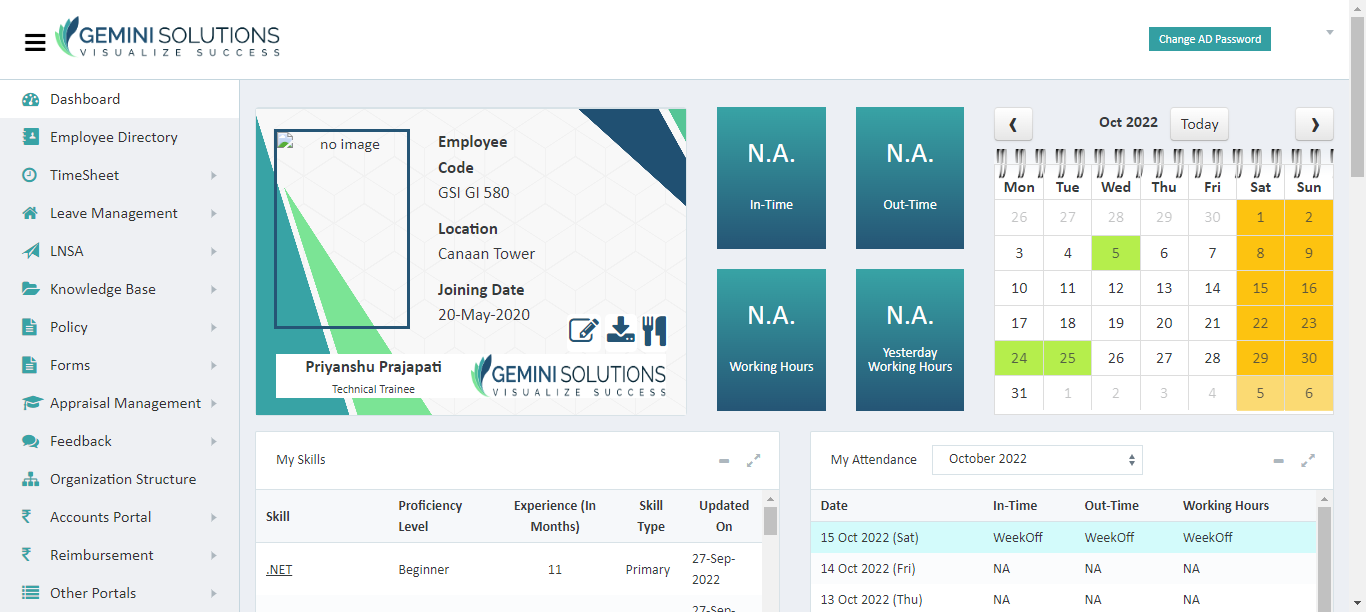 GEMINI SOLUTIONS
VISUALIZE SUCCESS
Change AD Password
Dashboard
Employee Directory
TimeSheet
Leave Management
LNSA
Knowledge Base
Policy
Forms
Appraisal Management
Feedback
Organization Structure
Accounts Portal
Reimbursement
Other Portals
no image
Employee
Code
GSI GI 580
Location
Canaan Tower
Joining Date
20-May-2020
Priyanshu Prajapati
Technical Trainee
GEMINI SOLUTIONS
VISUALIZE SUCCESS
N.A.
In-Time
N.A.
Out-Time
N.A.
Working Hours
N.A.
Yesterday
Working Hours
Oct 2022
Today
Mon Tue Wed Thu Fri Sat Sun
26 27 28 29 30 1 2
3 4 5 6 7 8 9
10 11 12 13 14 15 16
17 18 19 20 21 22 23
24 25 26 27 28 29 30
31 1 2 3 4 5 6
My Skills
Skill Proficiency Level Experience (In Months) Skill Type Updated On
.NET Beginner 11 Primary 27-Sep-2022
27-Sep-
My Attendance October 2022
Date In-Time Out-Time Working Hours
15 Oct 2022 (Sat) WeekOff WeekOff WeekOff
14 Oct 2022 (Fri) NA NA NA
13 Oct 2022 (Thu) NA NA NA